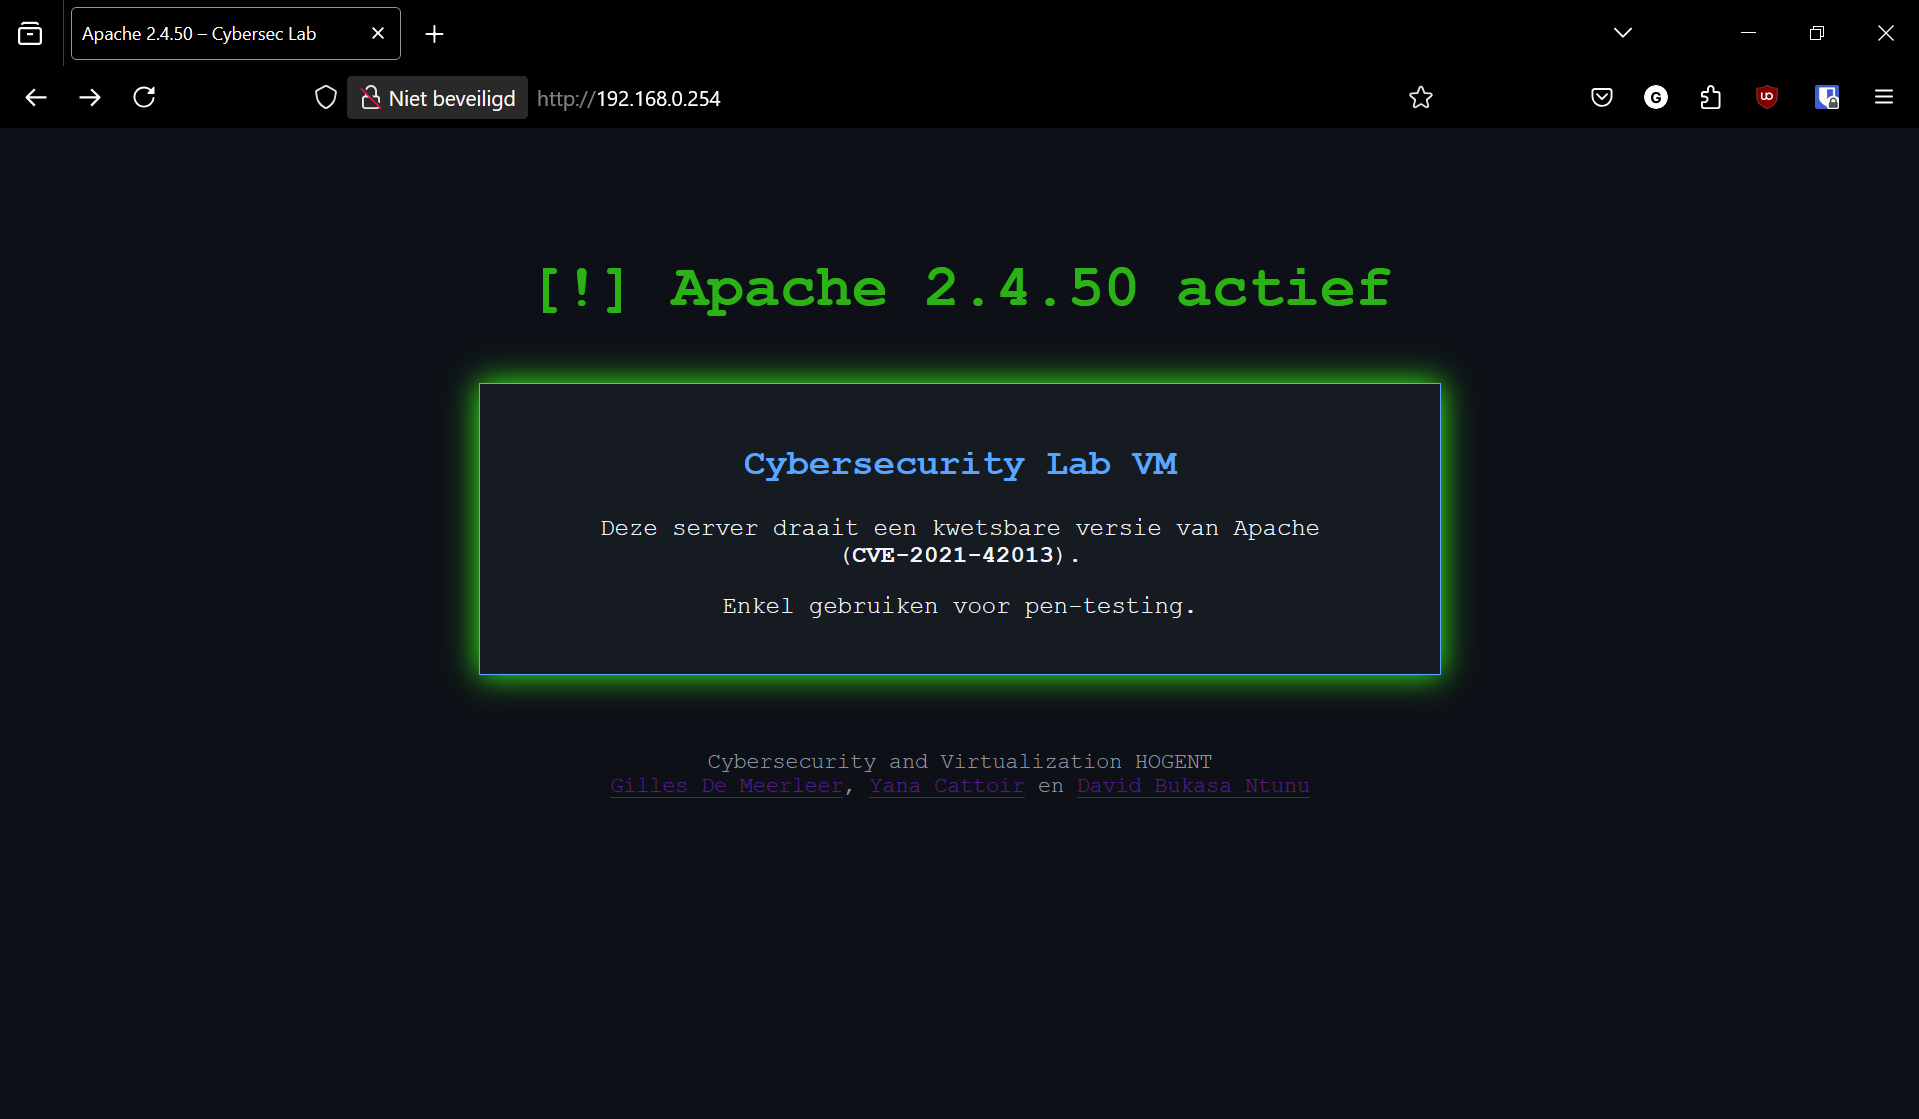 Apache 2.4.50 – Cybersec Lab
Niet beveiligd http://192.168.0.254
[!] Apache 2.4.50 actief
Cybersecurity Lab VM
Deze server draait een kwetsbare versie van Apache
(CVE-2021-42013).
Enkel gebruiken voor pen-testing.
Cybersecurity and Virtualization HOGENT
Gilles De Meerleer, Yana Cattoir en David Bukasa Ntunu